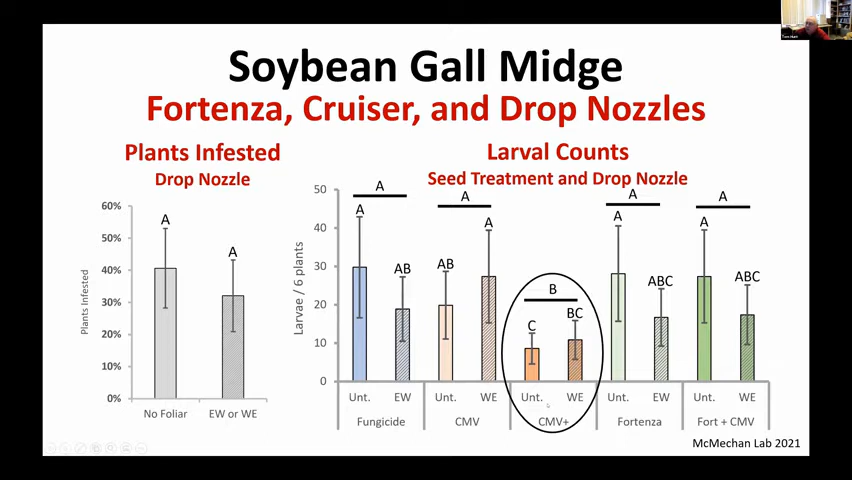 Soybean Gall Midge
Fortenza, Cruiser, and Drop Nozzles
Plants Infested
Drop Nozzle
Plants Infested
60%
50%
40%
30%
20%
10%
0%
A
A
No Foliar
EW or WE
Larval Counts
Seed Treatment and Drop Nozzle
Larvae / 6 plants
50
40
30
20
10
0
A
A
B
A
A
A
AB
AB
A
C
BC
A
ABC
A
ABC
Unt.
EW
Unt.
WE
Unt.
WE
Unt.
EW
Unt.
WE
Fungicide
CMV
CMV+
Fortenza
Fort + CMV
McMechan Lab 2021